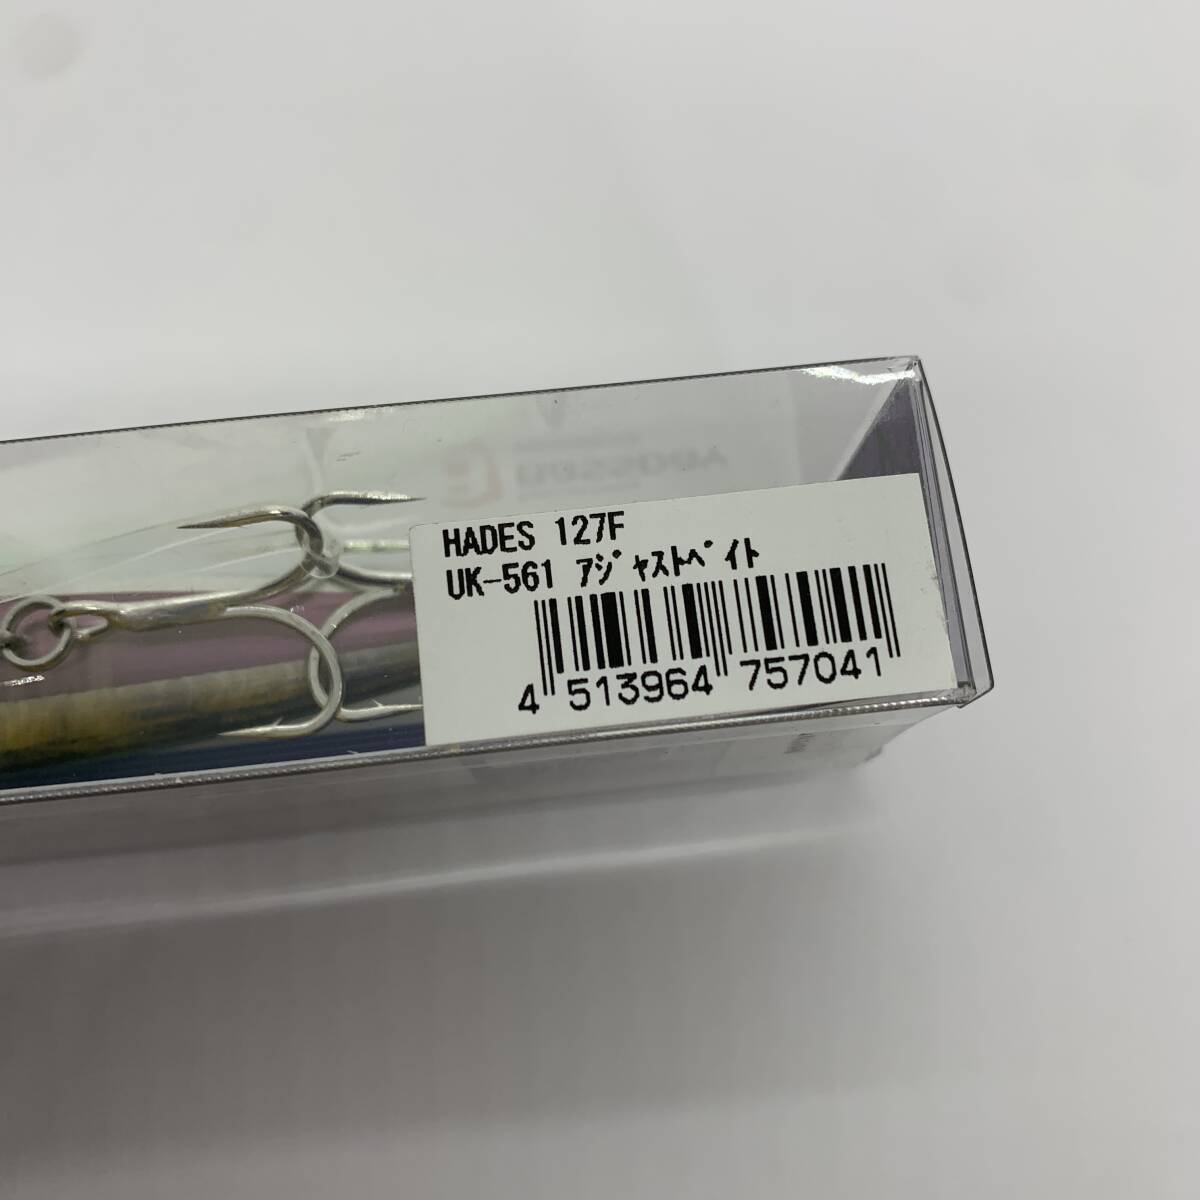 HADES 127F
UK-561 ｱｼﾞｬｽﾄﾍﾞｲﾄ
4 513964 757041